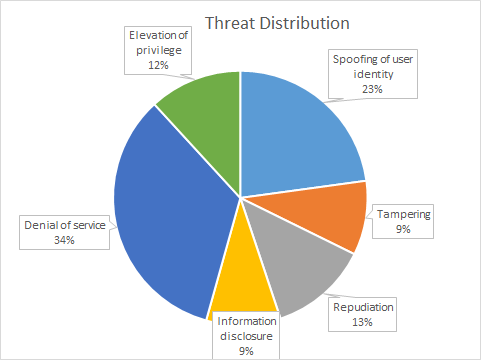 Threat Distribution
Elevation of
privilege
12%
Spoofing of user
identity
23%
Tampering
9%
Denial of service
34%
Repudiation
13%
Information
disclosure
9%